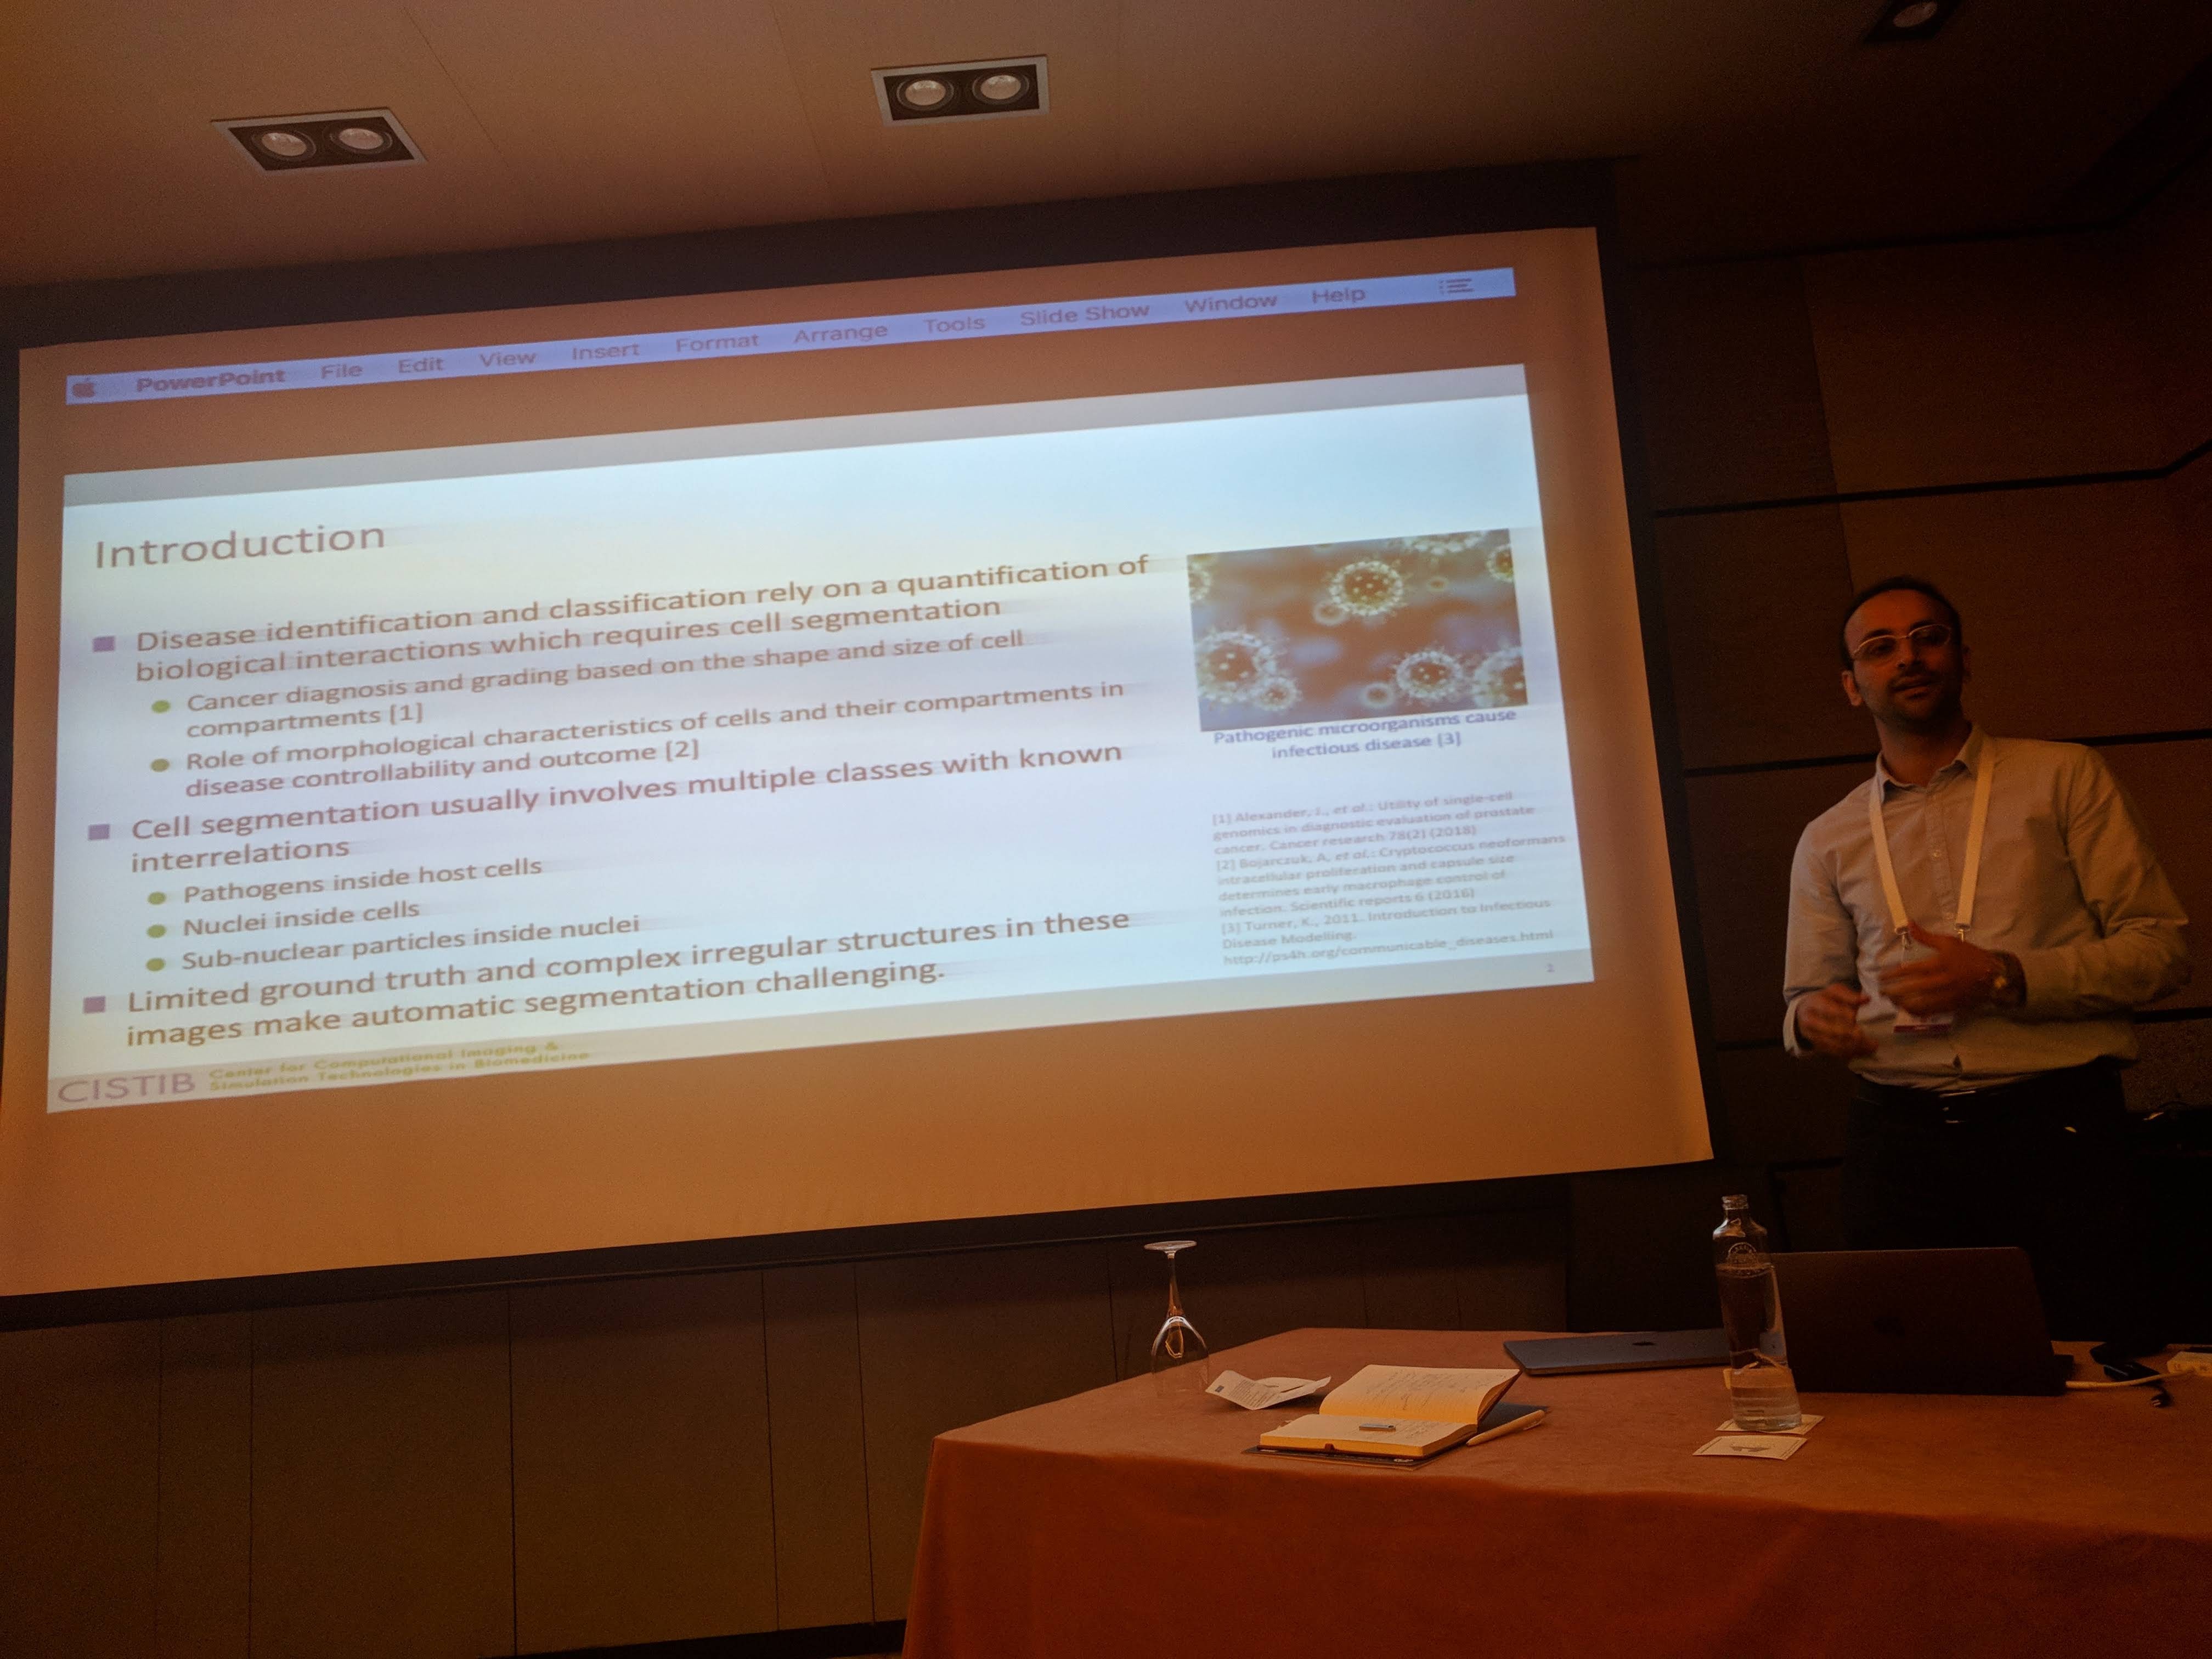 PowerPoint File Edit View Insert Format Arrange Tools Slide Show Window Help
Introduction
Disease identification and classification rely on a quantification of
biological interactions which requires cell segmentation
Cancer diagnosis and grading based on the shape and size of cell
compartments [1]
Role of morphological characteristics of cells and their compartments in
disease controllability and outcome [2]
Cell segmentation usually involves multiple classes with known
interrelations
Pathogens inside host cells
Nuclei inside cells
Sub-nuclear particles inside nuclei
Limited ground truth and complex irregular structures in these
images make automatic segmentation challenging.
Pathogenic microorganisms cause
infectious disease [3]
[1] Alexander, J., et al.: Utility of single-cell
genomics in diagnostic evaluation of prostate
cancer. Cancer research 78(2) (2018)
[2] Bojarczuk, A, et al.: Cryptococcus neoformans
intracellular proliferation and capsule size
determines early macrophage control of
infection. Scientific reports 6 (2016)
[3] Turner, K., 2011. Introduction to Infectious
Disease Modelling.
http://ps4h.org/communicable_diseases.html
2
CISTIB
Center for Computational Imaging &
Simulation Technologies in Biomedicine